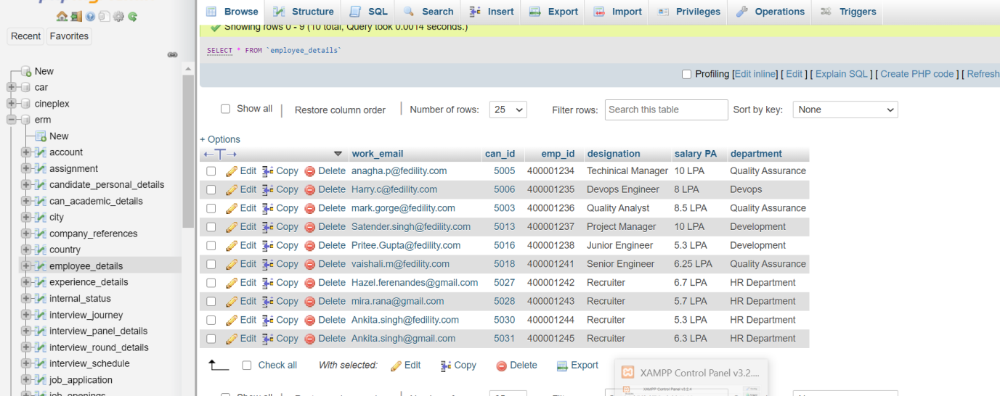 Browse Structure SQL Search Insert Export Import Privileges Operations Triggers
Recent Favorites
Showing rows 0 - 9 (10 total, Query took 0.0014 seconds.)
SELECT * FROM `employee_details`
Profiling [Edit inline] [ Edit ] [ Explain SQL ] [ Create PHP code ] [ Refresh
New
car
cineplex
erm
New
account
assignment
candidate_personal_details
can_academic_details
city
company_references
country
employee_details
experience_details
internal_status
interview_journey
interview_panel_details
interview_round_details
interview_schedule
job_application
job_openings
Show all Restore column order Number of rows: 25 Filter rows: Search this table Sort by key: None
+ Options
work_email can_id emp_id designation salary PA department
Edit Copy Delete anagha.p@fedility.com 5005 400001234 Techinical Manager 10 LPA Quality Assurance
Edit Copy Delete Harry.c@fedility.com 5006 400001235 Devops Engineer 8 LPA Devops
Edit Copy Delete mark.gorge@fedility.com 5003 400001236 Quality Analyst 8.5 LPA Quality Assurance
Edit Copy Delete Satender.singh@fedility.com 5013 400001237 Project Manager 10 LPA Development
Edit Copy Delete Pritee.Gupta@fedility.com 5016 400001238 Junior Engineer 5.3 LPA Development
Edit Copy Delete vaishali.m@fedility.com 5018 400001241 Senior Engineer 6.25 LPA Quality Assurance
Edit Copy Delete Hazel.ferenandes@gmail.com 5027 400001242 Recruiter 6.7 LPA HR Department
Edit Copy Delete mira.rana@gmail.com 5028 400001243 Recruiter 5.7 LPA HR Department
Edit Copy Delete Ankita.singh@fedility.com 5030 400001244 Recruiter 5.3 LPA HR Department
Edit Copy Delete Ankita.singh@gmail.com 5031 400001245 Recruiter 6.3 LPA HR Department
Check all With selected: Edit Copy Delete Export
XAMPP Control Panel v3.2....
XAMPP Control Panel v3.2.4